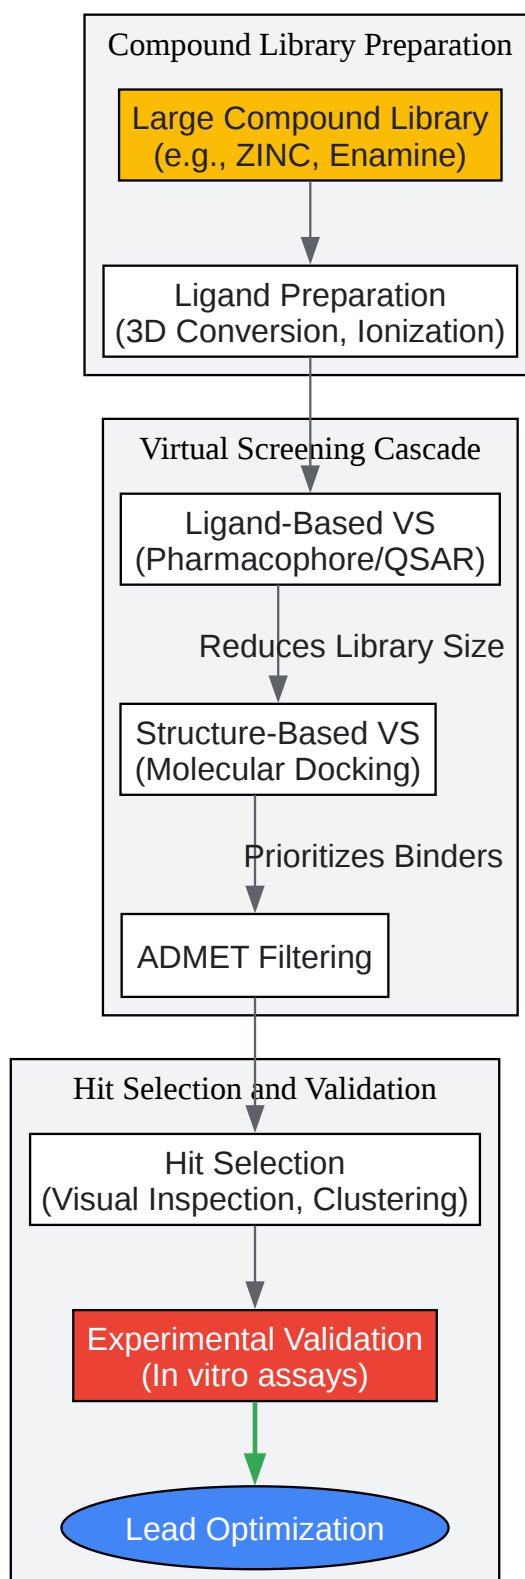 Compound Library Preparation
Large Compound Library
(e.g., ZINC, Enamine)
Ligand Preparation
(3D Conversion, Ionization)
Virtual Screening Cascade
Ligand-Based VS
(Pharmacophore/QSAR)
Reduces Library Size
Structure-Based VS
(Molecular Docking)
Prioritizes Binders
ADMET Filtering
Hit Selection and Validation
Hit Selection
(Visual Inspection, Clustering)
Experimental Validation
(In vitro assays)
Lead Optimization